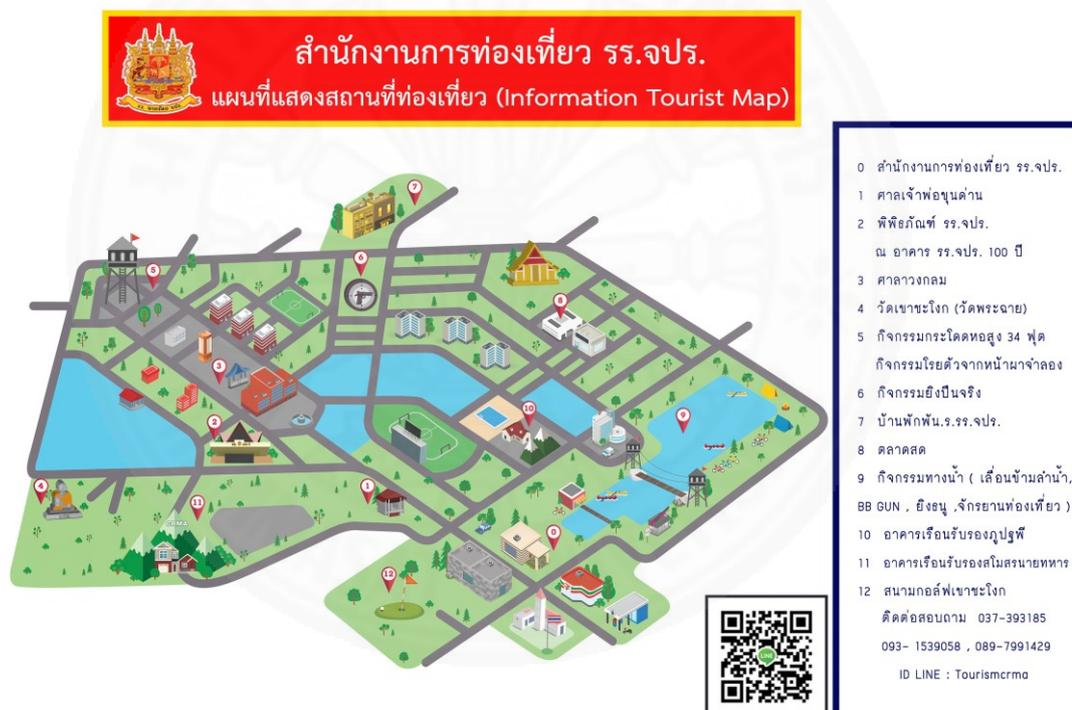 สำนักงานการท่องเที่ยว รร.จปร.
แผนที่แสดงสถานที่ท่องเที่ยว (Information Tourist Map)
0 สำนักงานการท่องเที่ยว รร.จปร.
1 ศาลเจ้าพ่อขุนด่าน
2 พิพิธภัณฑ์ รร.จปร.
ณ อาคาร รร.จปร. 100 ปี
3 ศาลาวงกลม
4 วัดเขาชะโงก (วัดพระฉาย)
5 กิจกรรมกระโดดหอสูง 34 ฟุต
กิจกรรมโรยตัวจากหน้าผาจำลอง
6 กิจกรรมยิงปืนจริง
7 บ้านพักพัน.ร.รร.จปร.
8 ตลาดสด
9 กิจกรรมทางน้ำ ( เลื่อนข้ามลำน้ำ,
BB GUN , ยิงธนู ,จักรยานท่องเที่ยว )
10 อาคารเรือนรับรองภูปฐพี
11 อาคารเรือนรับรองสโมสรนายทหาร
12 สนามกอล์ฟเขาชะโงก
ติดต่อสอบถาม 037-393185
093- 1539058 , 089-7991429
ID LINE : Tourismcrma
7
6
5
8
3
9
10
2
4
1
11
CRMA
0
12
LINE